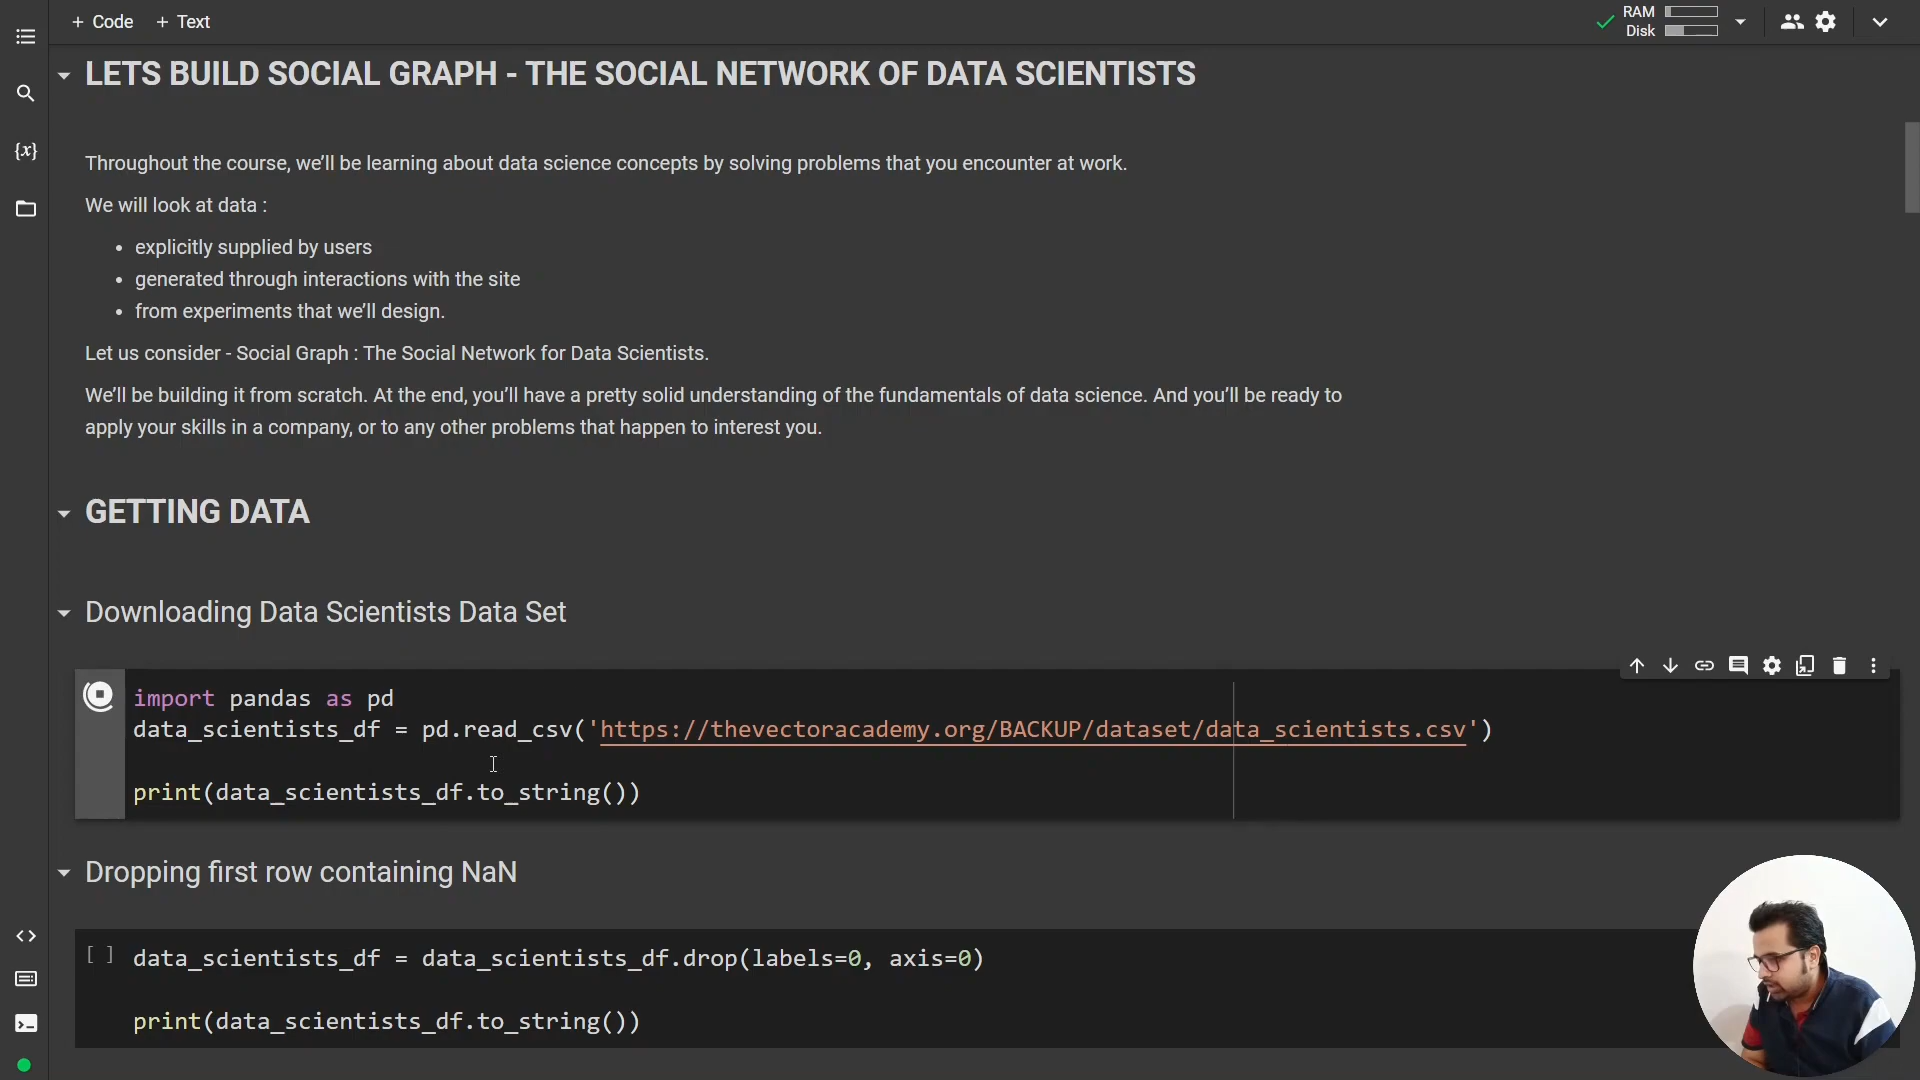 + Code + Text
RAM
Disk
LETS BUILD SOCIAL GRAPH - THE SOCIAL NETWORK OF DATA SCIENTISTS
Throughout the course, we’ll be learning about data science concepts by solving problems that you encounter at work.
We will look at data :
• explicitly supplied by users
• generated through interactions with the site
• from experiments that we’ll design.
Let us consider - Social Graph : The Social Network for Data Scientists.
We’ll be building it from scratch. At the end, you’ll have a pretty solid understanding of the fundamentals of data science. And you’ll be ready to
apply your skills in a company, or to any other problems that happen to interest you.
GETTING DATA
Downloading Data Scientists Data Set
import pandas as pd
data_scientists_df = pd.read_csv('https://thevectoracademy.org/BACKUP/dataset/data_scientists.csv')
print(data_scientists_df.to_string())
Dropping first row containing NaN
[ ] data_scientists_df = data_scientists_df.drop(labels=0, axis=0)
print(data_scientists_df.to_string())